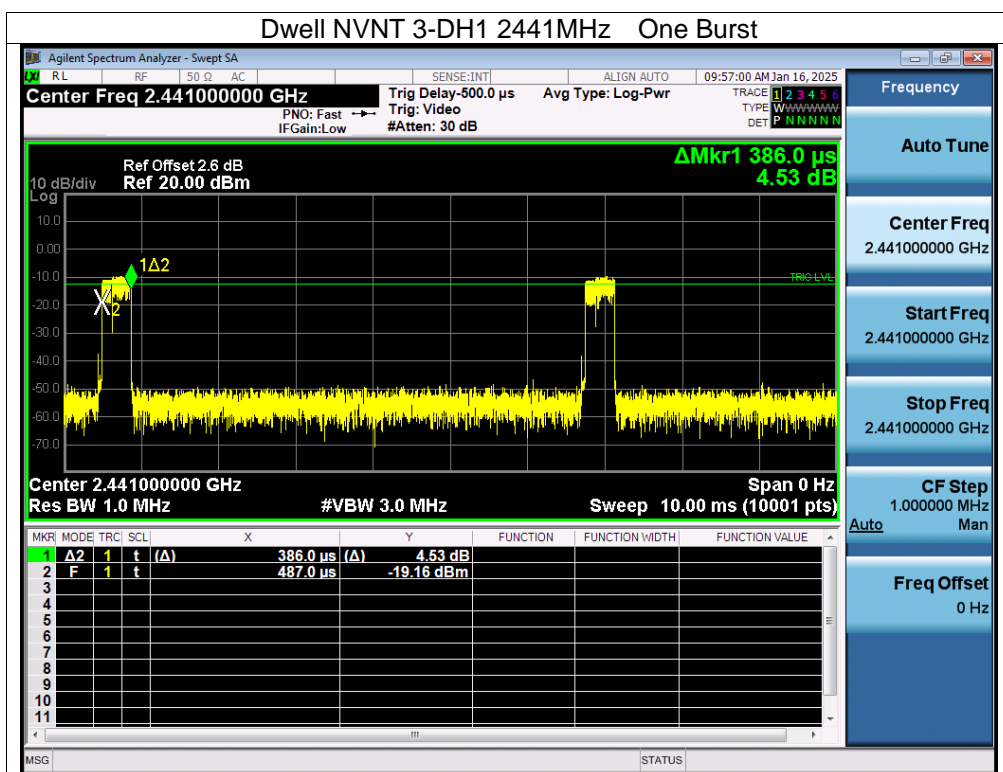 Dwell NVNT 3-DH1 2441MHz One Burst
Agilent Spectrum Analyzer - Swept SA
LXI RL RF 50 Ω AC SENSE:INT ALIGN AUTO 09:57:00 AM Jan 16, 2025
Center Freq 2.441000000 GHz
PNO: Fast
IFGain:Low
Trig Delay-500.0 µs
Trig: Video
#Atten: 30 dB
Avg Type: Log-Pwr
TRACE 1 2 3 4 5 6
TYPE WWWWWW
DET P N N N N N
ΔMkr1 386.0 µs
4.53 dB
Ref Offset 2.6 dB
10 dB/div Ref 20.00 dBm
Log
10.0
0.00
-10.0
-20.0
-30.0
-40.0
-50.0
-60.0
-70.0
1Δ2
2
TRIG LVL
Center 2.441000000 GHz Span 0 Hz
Res BW 1.0 MHz #VBW 3.0 MHz Sweep 10.00 ms (10001 pts)
MKR MODE TRC SCL X Y FUNCTION FUNCTION WIDTH FUNCTION VALUE
1 Δ2 1 t (Δ) 386.0 µs (Δ) 4.53 dB
2 F 1 t 487.0 µs -19.16 dBm
3
4
5
6
7
8
9
10
11
MSG STATUS
Frequency
Auto Tune
Center Freq
2.441000000 GHz
Start Freq
2.441000000 GHz
Stop Freq
2.441000000 GHz
CF Step
1.000000 MHz
Auto Man
Freq Offset
0 Hz